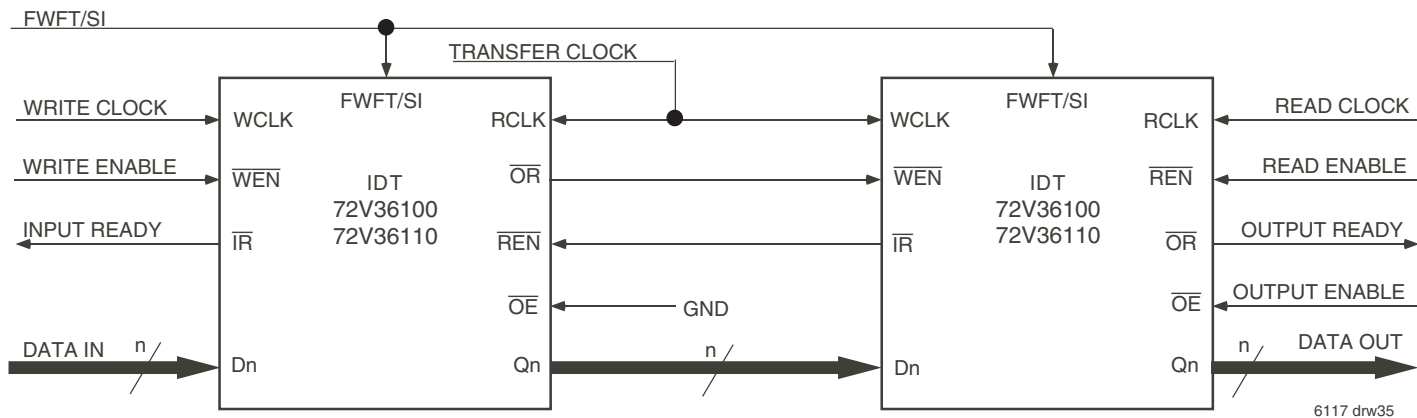 FWFT/SI
TRANSFER CLOCK
FWFT/SI
FWFT/SI
WRITE CLOCK
WCLK
RCLK
WCLK
RCLK
READ CLOCK
WRITE ENABLE
WEN
OR
WEN
REN
READ ENABLE
IDT
72V36100
72V36110
IDT
72V36100
72V36110
INPUT READY
IR
REN
IR
OR
OUTPUT READY
OE
GND
OE
OUTPUT ENABLE
DATA IN
n
Dn
Qn
n
Dn
Qn
n
DATA OUT
6117 drw35